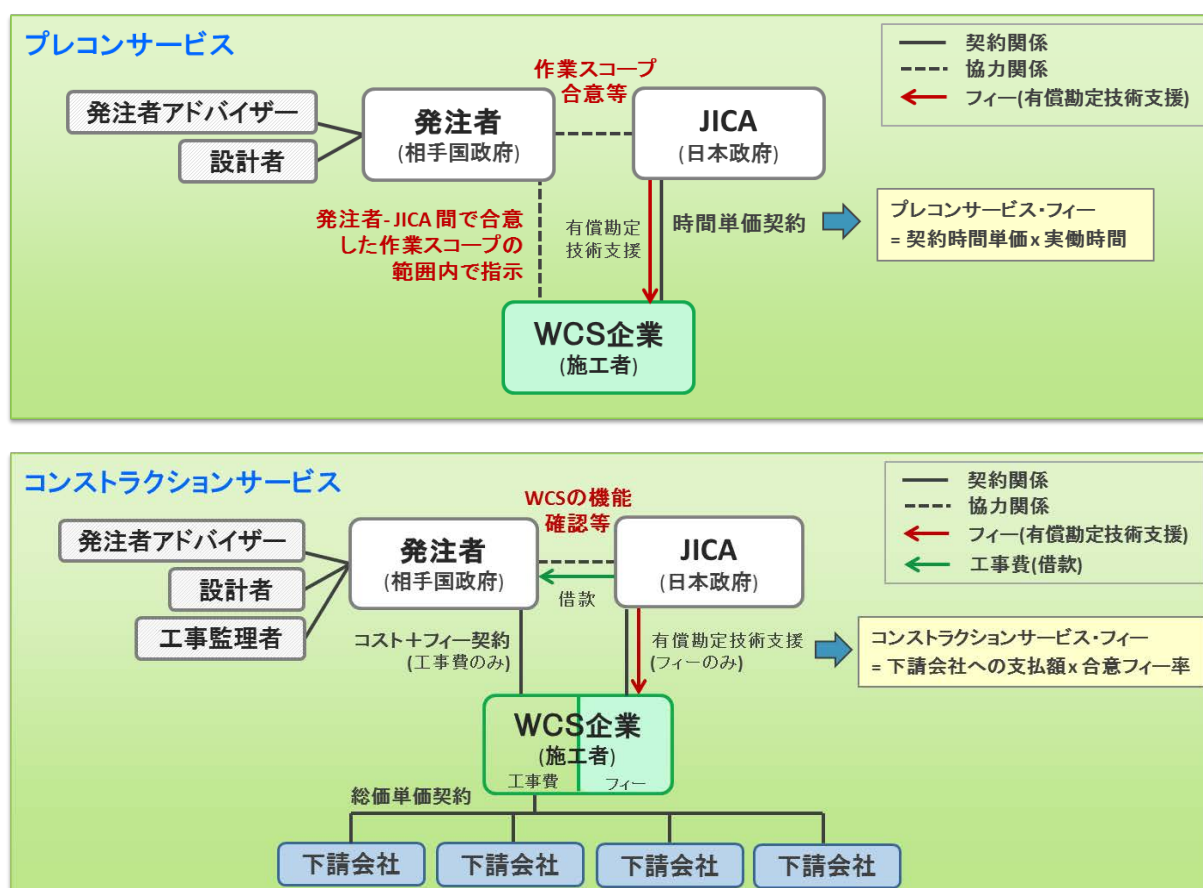 プレコンサービス
契約関係
協力関係
フィー(有償勘定技術支援)
作業スコープ
合意等
発注者アドバイザー
設計者
発注者
(相手国政府)
JICA
(日本政府)
発注者-JICA間で合意
した作業スコープの
範囲内で指示
有償勘定
技術支援
時間単価契約
プレコンサービス・フィー
= 契約時間単価x 実働時間
WCS企業
(施工者)
コンストラクションサービス
契約関係
協力関係
フィー(有償勘定技術支援)
工事費(借款)
WCSの機能
確認等
発注者アドバイザー
設計者
工事監理者
発注者
(相手国政府)
JICA
(日本政府)
借款
コスト＋フィー契約
(工事費のみ)
有償勘定技術支援
(フィーのみ)
コンストラクションサービス・フィー
= 下請会社への支払額x 合意フィー率
WCS企業
(施工者)
工事費
フィー
総価単価契約
下請会社
下請会社
下請会社
下請会社